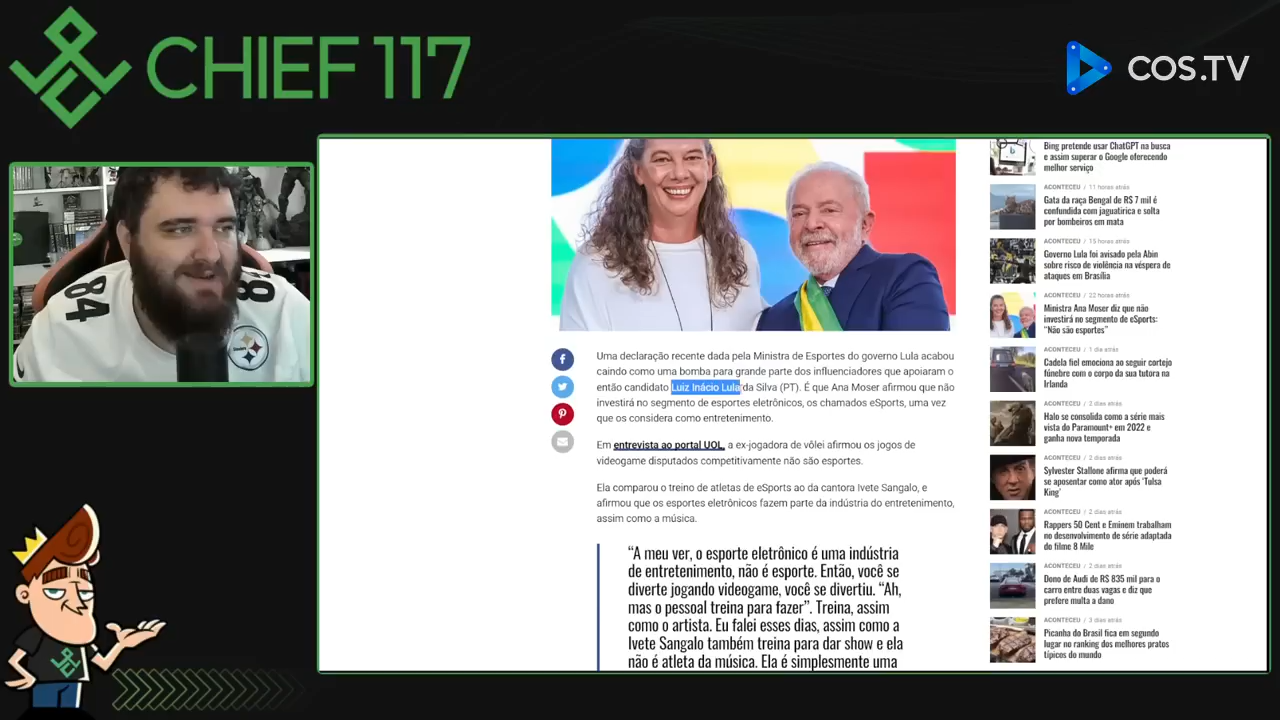 CHIEF 117
COS.TV
84
Steelers
Uma declaração recente dada pela Ministra de Esportes do governo Lula acabou
caindo como uma bomba para grande parte dos influenciadores que apoiaram o
então candidato Luiz Inácio Lula da Silva (PT). É que Ana Moser afirmou que não
investirá no segmento de esportes eletrônicos, os chamados eSports, uma vez
que os considera como entretenimento.
Em entrevista ao portal UOL, a ex-jogadora de vôlei afirmou os jogos de
videogame disputados competitivamente não são esportes.
Ela comparou o treino de atletas de eSports ao da cantora Ivete Sangalo, e
afirmou que os esportes eletrônicos fazem parte da indústria do entretenimento,
assim como a música.
“A meu ver, o esporte eletrônico é uma indústria
de entretenimento, não é esporte. Então, você se
diverte jogando videogame, você se divertiu. “Ah,
mas o pessoal treina para fazer”. Treina, assim
como o artista. Eu falei esses dias, assim como a
Ivete Sangalo também treina para dar show e ela
não é atleta da música. Ela é simplesmente uma
Bing pretende usar ChatGPT na busca
e assim superar o Google oferecendo
melhor serviço
ACONTECEU / 11 horas atrás
Gata da raça Bengal de R$ 7 mil é
confundida com jaguatirica e solta
por bombeiros em mata
ACONTECEU / 15 horas atrás
Governo Lula foi avisado pela Abin
sobre risco de violência na véspera de
ataques em Brasília
ACONTECEU / 22 horas atrás
Ministra Ana Moser diz que não
investirá no segmento de eSports:
“Não são esportes”
ACONTECEU / 1 dia atrás
Cadela fiel emociona ao seguir cortejo
fúnebre com o corpo da sua tutora na
Irlanda
ACONTECEU / 2 dias atrás
Halo se consolida como a série mais
vista do Paramount+ em 2022 e
ganha nova temporada
ACONTECEU / 2 dias atrás
Sylvester Stallone afirma que poderá
se aposentar como ator após ‘Tulsa
King’
ACONTECEU / 2 dias atrás
Rappers 50 Cent e Eminem trabalham
no desenvolvimento de série adaptada
do filme 8 Mile
ACONTECEU / 2 dias atrás
Dono de Audi de R$ 835 mil para o
carro entre duas vagas e diz que
prefere multa a dano
ACONTECEU / 3 dias atrás
Picanha do Brasil fica em segundo
lugar no ranking dos melhores pratos
típicos do mundo